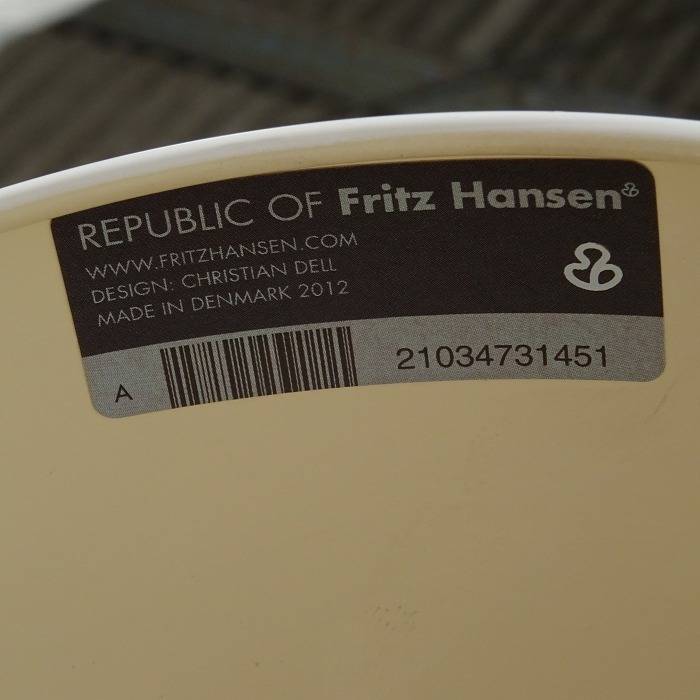 REPUBLIC OF Fritz Hansen
WWW.FRITZHANSEN.COM
DESIGN: CHRISTIAN DELL
MADE IN DENMARK 2012
A 21034731451